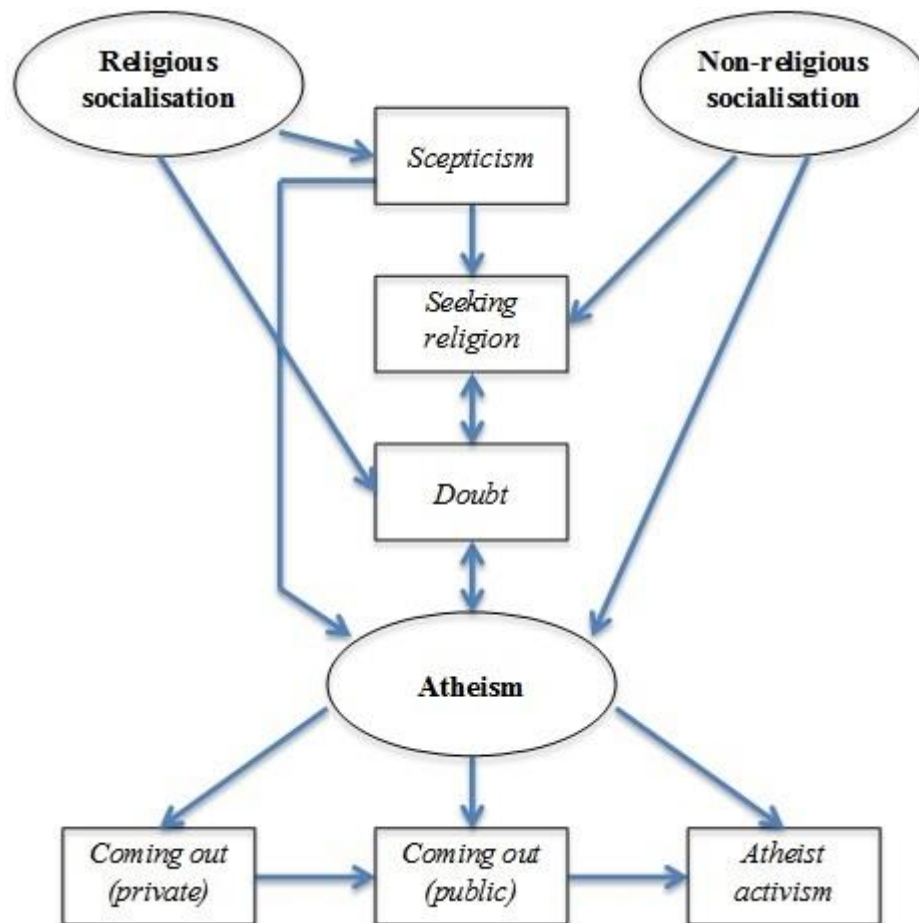 Religious
socialisation
Non-religious
socialisation
Scepticism
Seeking
religion
Doubt
Atheism
Coming out
(private)
Coming out
(public)
Atheist
activism